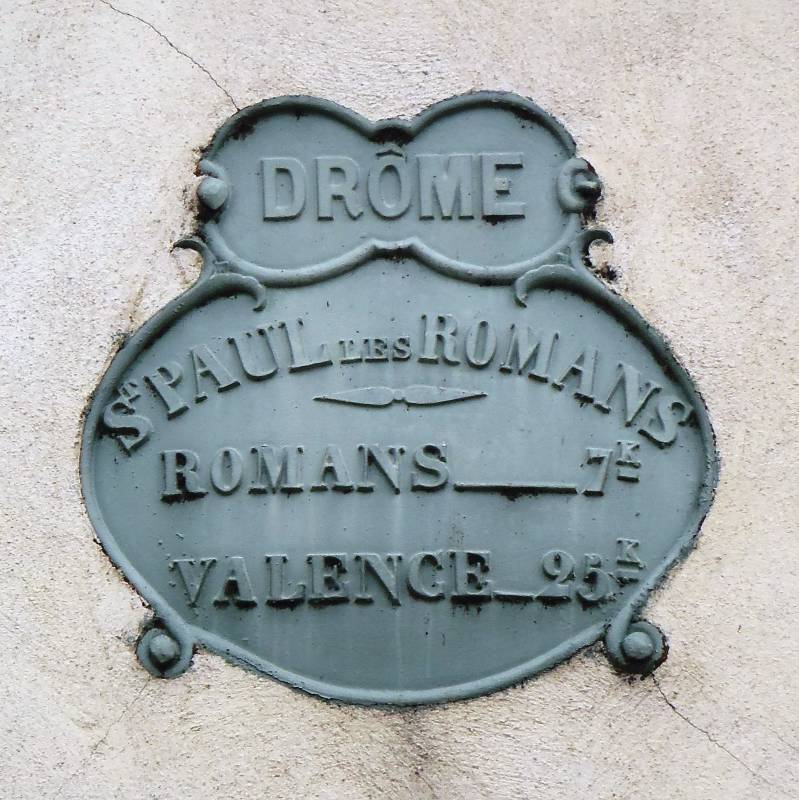 DRÔME
ST PAUL LES ROMANS
ROMANS 7K
VALENCE 25K